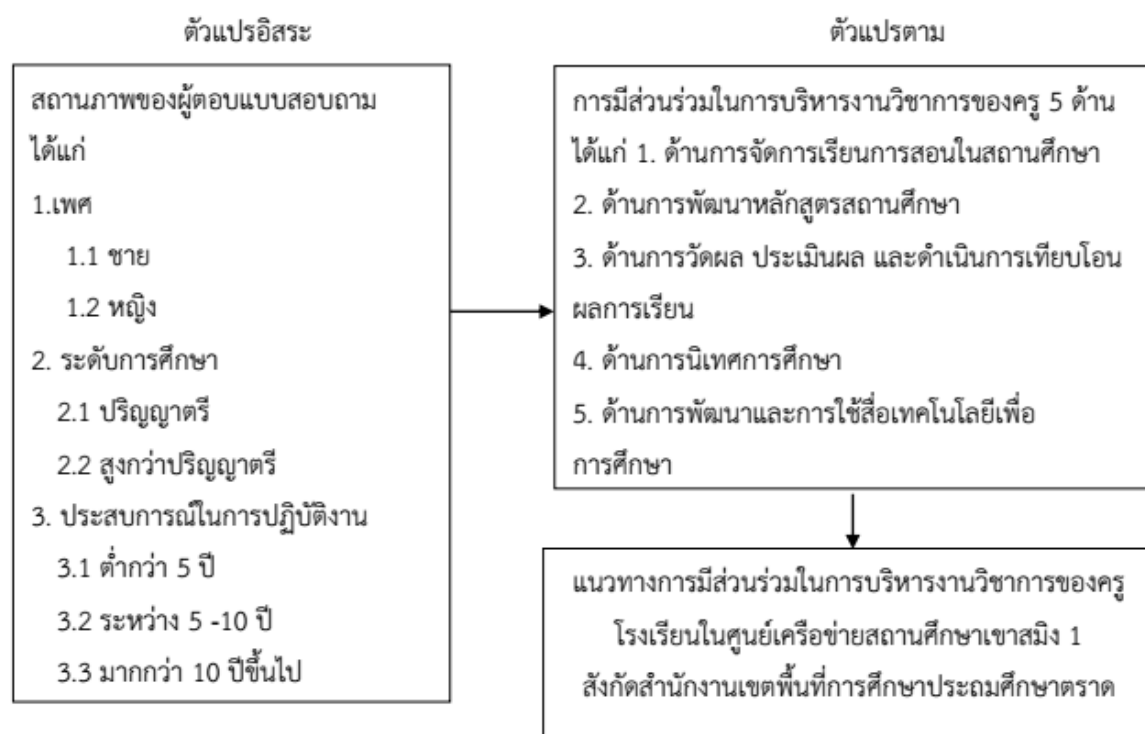 ตัวแปรอิสระ
สถานภาพของผู้ตอบแบบสอบถาม
ได้แก่
1.เพศ
1.1 ชาย
1.2 หญิง
2. ระดับการศึกษา
2.1 ปริญญาตรี
2.2 สูงกว่าปริญญาตรี
3. ประสบการณ์ในการปฏิบัติงาน
3.1 ต่ำกว่า 5 ปี
3.2 ระหว่าง 5 -10 ปี
3.3 มากกว่า 10 ปีขึ้นไป
ตัวแปรตาม
การมีส่วนร่วมในการบริหารงานวิชาการของครู 5 ด้าน
ได้แก่ 1. ด้านการจัดการเรียนการสอนในสถานศึกษา
2. ด้านการพัฒนาหลักสูตรสถานศึกษา
3. ด้านการวัดผล ประเมินผล และดำเนินการเทียบโอน
ผลการเรียน
4. ด้านการนิเทศการศึกษา
5. ด้านการพัฒนาและการใช้สื่อเทคโนโลยีเพื่อ
การศึกษา
แนวทางการมีส่วนร่วมในการบริหารงานวิชาการของครู
โรงเรียนในศูนย์เครือข่ายสถานศึกษาเขาสมิง 1
สังกัดสำนักงานเขตพื้นที่การศึกษาประถมศึกษาตราด